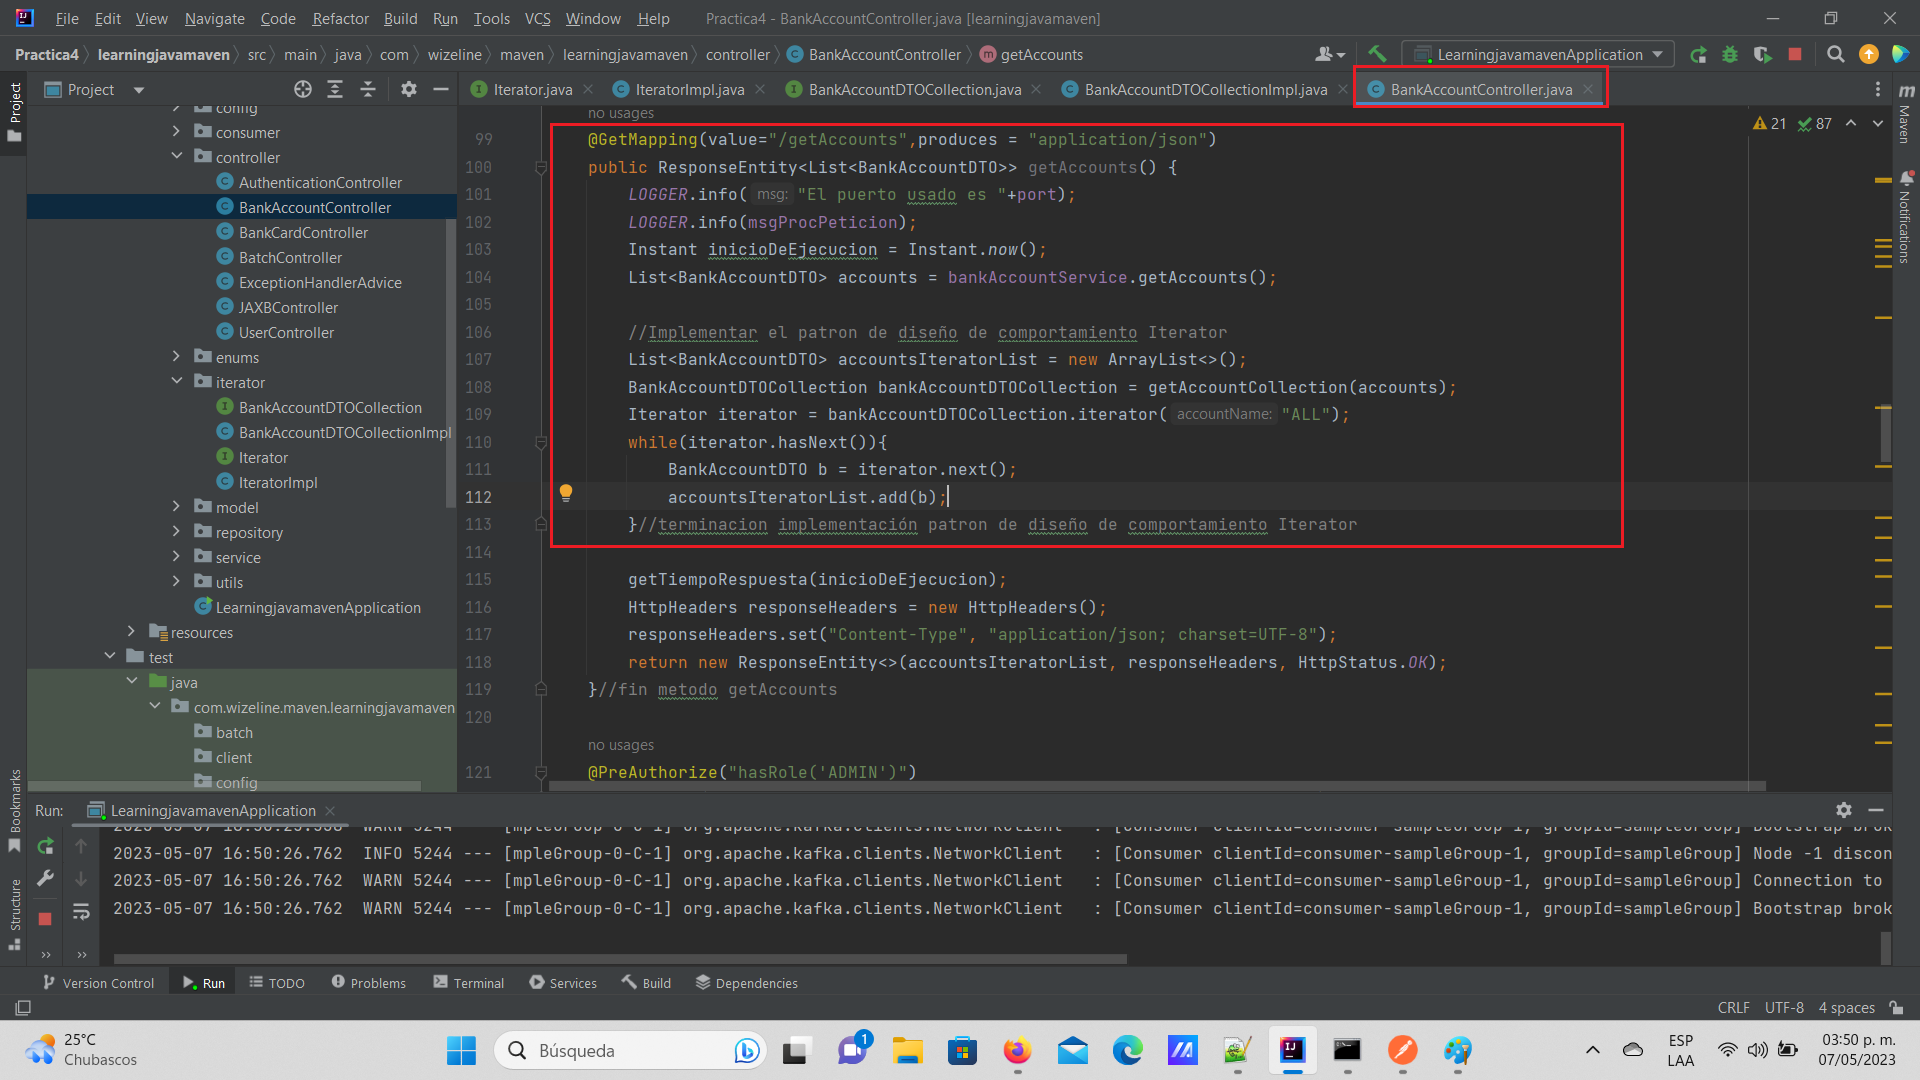 File Edit View Navigate Code Refactor Build Run Tools VCS Window Help Practica4 - BankAccountController.java [learningjavamaven]
Practica4 learningjavamaven src main java com wizeline maven learningjavamaven controller BankAccountController getAccounts LearningjavamavenApplication
Project Iterator.java IteratorImpl.java BankAccountDTOCollection.java BankAccountDTOCollectionImpl.java BankAccountController.java
Project
Maven
Notifications
Bookmarks
Structure
config
consumer
controller
AuthenticationController
BankAccountController
BankCardController
BatchController
ExceptionHandlerAdvice
JAXBController
UserController
enums
iterator
BankAccountDTOCollection
BankAccountDTOCollectionImpl
Iterator
IteratorImpl
model
repository
service
utils
LearningjavamavenApplication
resources
test
java
com.wizeline.maven.learningjavamaven
batch
client
config
21 87
no usages
99 @GetMapping(value="/getAccounts",produces = "application/json")
100 public ResponseEntity<List<BankAccountDTO>> getAccounts() {
101 LOGGER.info( msg: "El puerto usado es "+port);
102 LOGGER.info(msgProcPeticion);
103 Instant inicioDeEjecucion = Instant.now();
104 List<BankAccountDTO> accounts = bankAccountService.getAccounts();
105
106 //Implementar el patron de diseño de comportamiento Iterator
107 List<BankAccountDTO> accountsIteratorList = new ArrayList<>();
108 BankAccountDTOCollection bankAccountDTOCollection = getAccountCollection(accounts);
109 Iterator iterator = bankAccountDTOCollection.iterator( accountName: "ALL");
110 while(iterator.hasNext()){
111 BankAccountDTO b = iterator.next();
112 accountsIteratorList.add(b);
113 }//terminacion implementación patron de diseño de comportamiento Iterator
114
115 getTiempoRespuesta(inicioDeEjecucion);
116 HttpHeaders responseHeaders = new HttpHeaders();
117 responseHeaders.set("Content-Type", "application/json; charset=UTF-8");
118 return new ResponseEntity<>(accountsIteratorList, responseHeaders, HttpStatus.OK);
119 }//fin metodo getAccounts
120
no usages
121 @PreAuthorize("hasRole('ADMIN')")
Run: LearningjavamavenApplication
2023-05-07 16:50:26.762 INFO 5244 --- [mpleGroup-0-C-1] org.apache.kafka.clients.NetworkClient : [Consumer clientId=consumer-sampleGroup-1, groupId=sampleGroup] Node -1 discon
2023-05-07 16:50:26.762 WARN 5244 --- [mpleGroup-0-C-1] org.apache.kafka.clients.NetworkClient : [Consumer clientId=consumer-sampleGroup-1, groupId=sampleGroup] Connection to
2023-05-07 16:50:26.762 WARN 5244 --- [mpleGroup-0-C-1] org.apache.kafka.clients.NetworkClient : [Consumer clientId=consumer-sampleGroup-1, groupId=sampleGroup] Bootstrap brok
Version Control Run TODO Problems Terminal Services Build Dependencies
CRLF UTF-8 4 spaces
25°C
Chubascos
Búsqueda
1
ESP
LAA
03:50 p. m.
07/05/2023